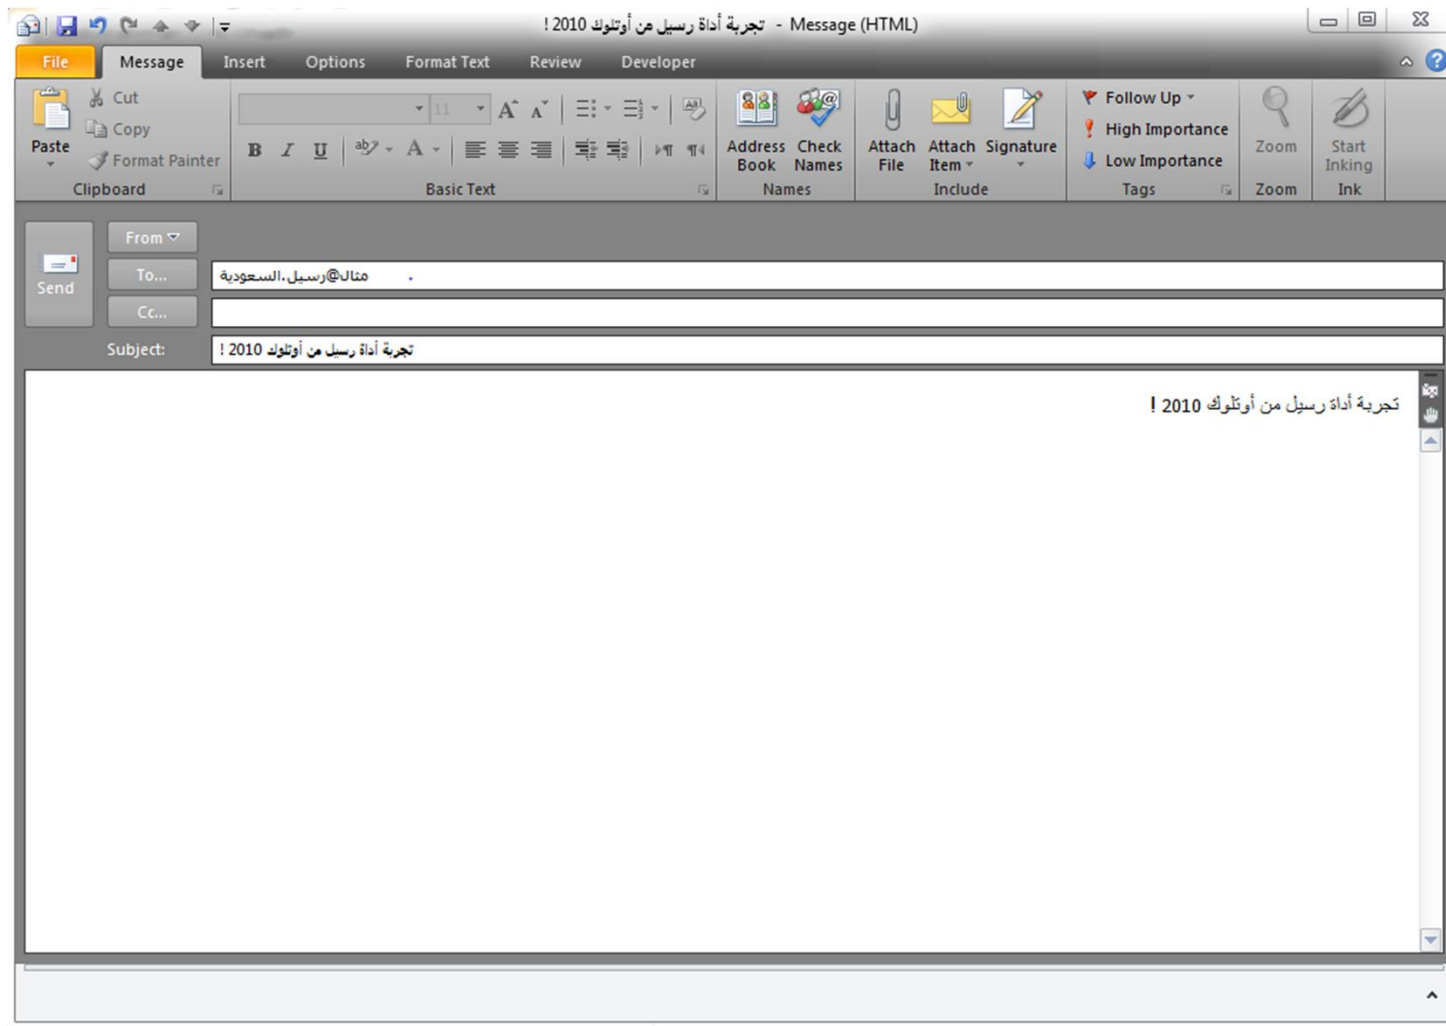 تجربة أداة رسيل من أوتلوك 2010 ! - Message (HTML)
File Message Insert Options Format Text Review Developer
Cut
Copy
Format Painter
Paste
Clipboard
11
Basic Text
Address Book
Check Names
Names
Attach File
Attach Item
Signature
Include
Follow Up
High Importance
Low Importance
Tags
Zoom
Zoom
Start Inking
Ink
Send
From
To...
مثال@رسيل.السعودية
Cc...
Subject:
تجربة أداة رسيل من أوتلوك 2010 !
تجربة أداة رسيل من أوتلوك 2010 !